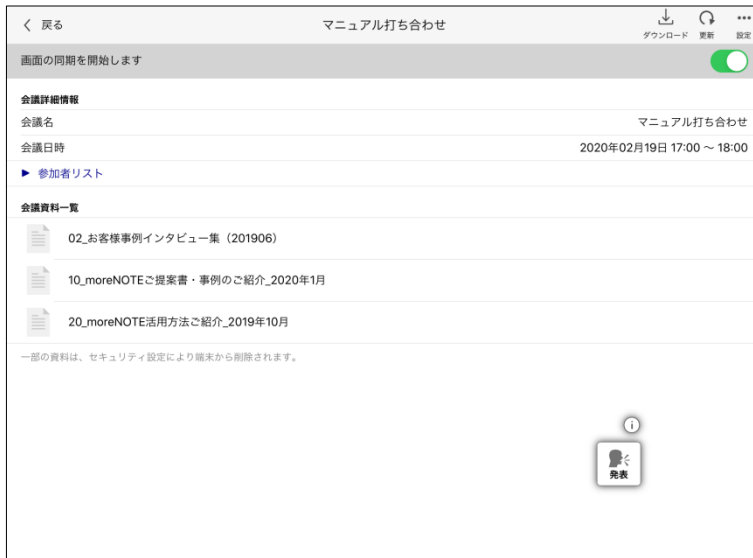 戻る
マニュアル打ち合わせ
ダウンロード 更新 設定
画面の同期を開始します
会議詳細情報
会議名 マニュアル打ち合わせ
会議日時 2020年02月19日 17:00 ～ 18:00
▶ 参加者リスト
会議資料一覧
02_お客様事例インタビュー集（201906）
10_moreNOTEご提案書・事例のご紹介_2020年1月
20_moreNOTE活用方法ご紹介_2019年10月
一部の資料は、セキュリティ設定により端末から削除されます。
i
発表